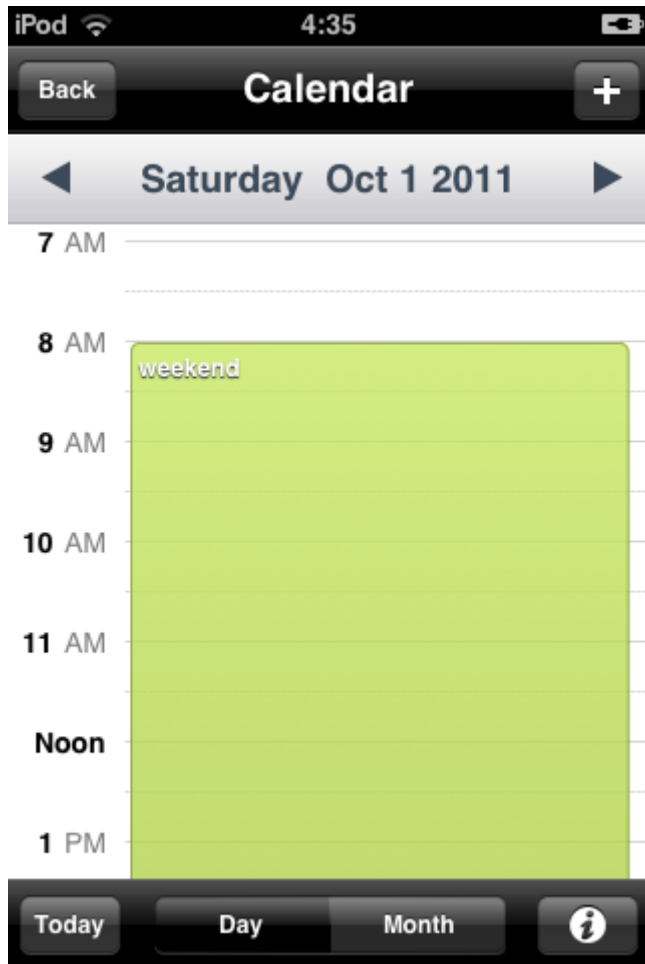 iPod 4:35
Back Calendar +
Saturday Oct 1 2011
7 AM
8 AM
weekend
9 AM
10 AM
11 AM
Noon
1 PM
Today Day Month i